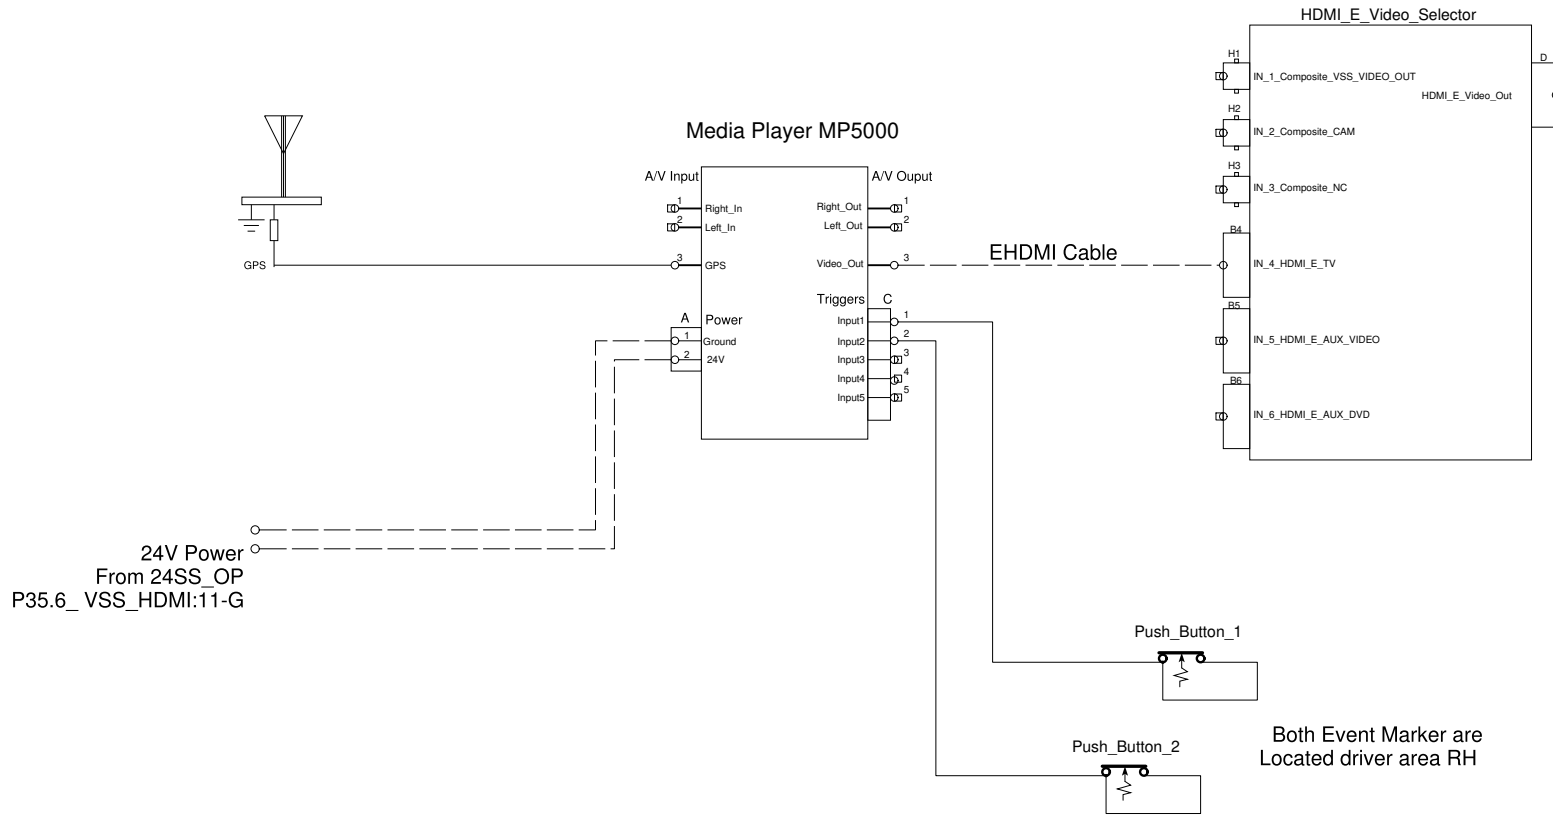 HDMI_E_Video_Selector
H1
IN_1_Composite_VSS_VIDEO_OUT
D
HDMI_E_Video_Out
H2
IN_2_Composite_CAM
H3
IN_3_Composite_NC
B4
IN_4_HDMI_E_TV
B5
IN_5_HDMI_E_AUX_VIDEO
B6
IN_6_HDMI_E_AUX_DVD
Media Player MP5000
A/V Input
A/V Ouput
1
Right_In
Right_Out
1
2
Left_In
Left_Out
2
GPS
3
GPS
Video_Out
3
EHDMI Cable
Triggers
C
A
Power
Input1
1
1
Ground
Input2
2
2
24V
Input3
3
Input4
4
Input5
5
24V Power
From 24SS_OP
P35.6_ VSS_HDMI:11-G
Push_Button_1
Push_Button_2
Both Event Marker are
Located driver area RH